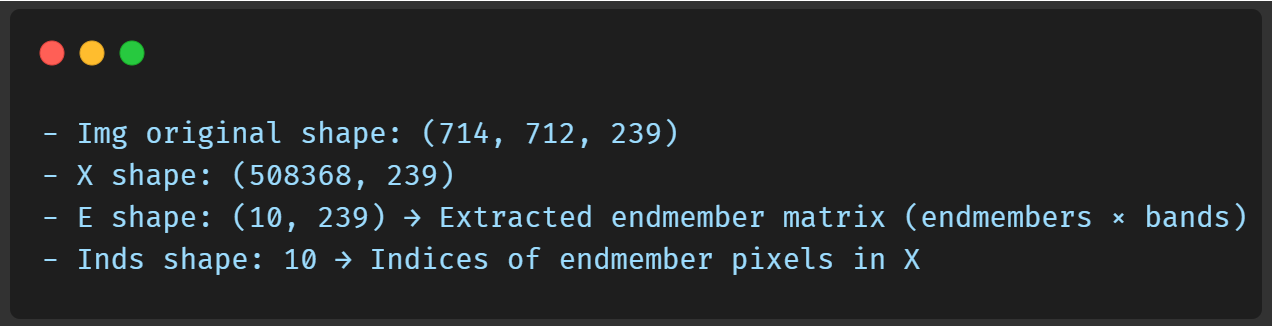 - Img original shape: (714, 712, 239)
- X shape: (508368, 239)
- E shape: (10, 239) → Extracted endmember matrix (endmembers × bands)
- Inds shape: 10 → Indices of endmember pixels in X